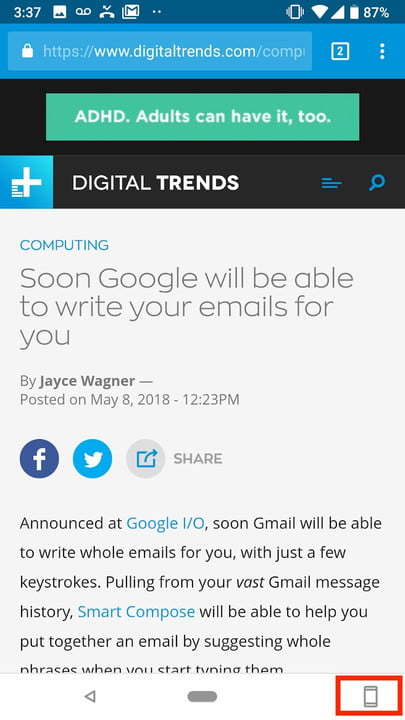 3:37
87%
https://www.digitaltrends.com/compu
2
ADHD. Adults can have it, too.
DIGITAL TRENDS
COMPUTING
Soon Google will be able
to write your emails for
you
By Jayce Wagner —
Posted on May 8, 2018 - 12:23PM
SHARE
Announced at Google I/O, soon Gmail will be able
to write whole emails for you, with just a few
keystrokes. Pulling from your vast Gmail message
history, Smart Compose will be able to help you
put together an email by suggesting whole
phrases when you start typing them